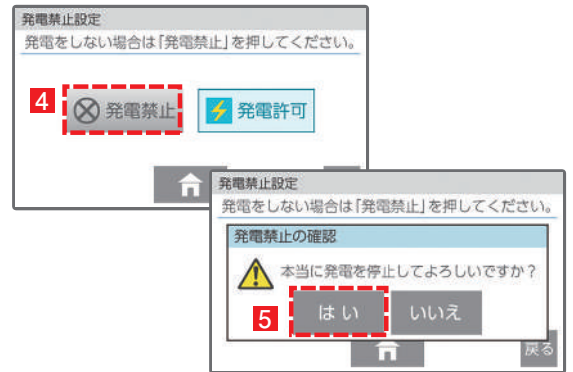 発電禁止設定
発電をしない場合は「発電禁止」を押してください。
4
発電禁止
発電許可
発電禁止設定
発電をしない場合は「発電禁止」を押してください。
発電禁止の確認
本当に発電を停止してよろしいですか？
5
はい
いいえ
戻る